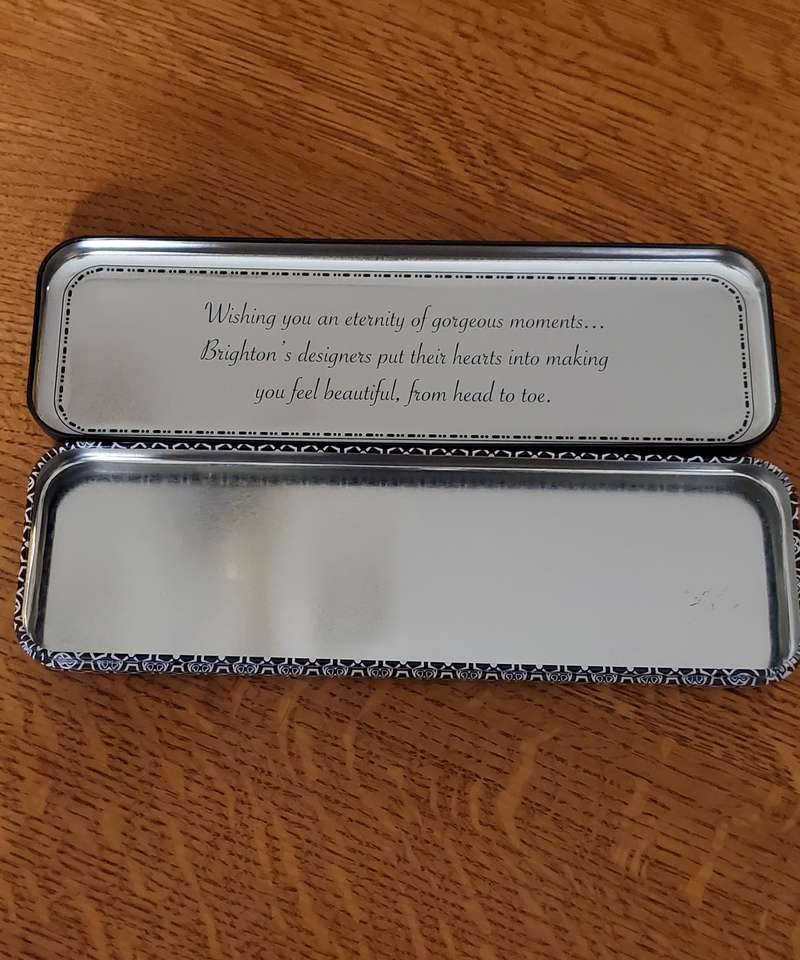 Wishing you an eternity of gorgeous moments...
Brighton's designers put their hearts into making
you feel beautiful, from head to toe.